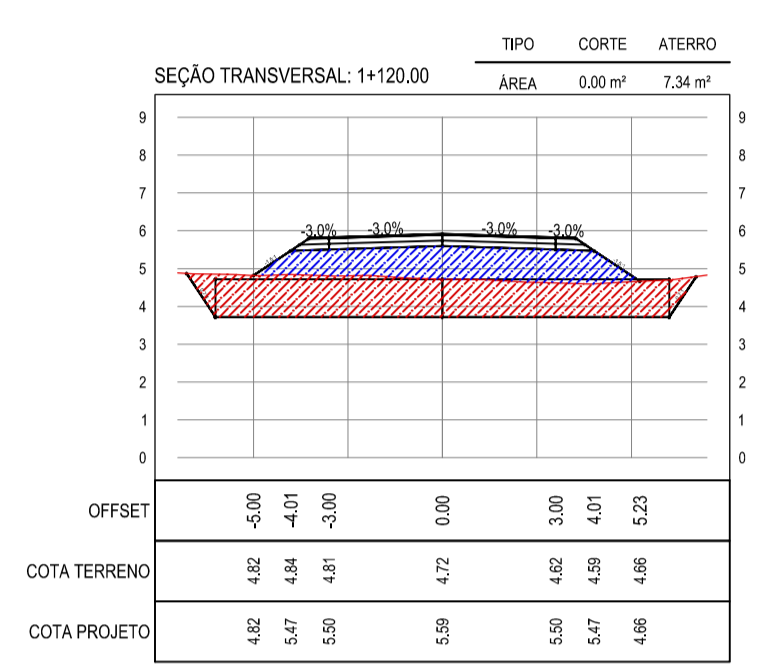 TIPO CORTE ATERRO
SEÇÃO TRANSVERSAL: 1+120.00
ÁREA 0.00 m² 7.34 m²
9 9
8 8
7 7
6 -3.0% -3.0% -3.0% -3.0% 6
5 5
4 4
3 3
2 2
1 1
0 0
OFFSET -5.00 -4.01 -3.00 0.00 3.00 4.01 5.23
COTA TERRENO 4.82 4.84 4.81 4.72 4.62 4.59 4.66
COTA PROJETO 4.82 5.47 5.50 5.59 5.50 5.47 4.66